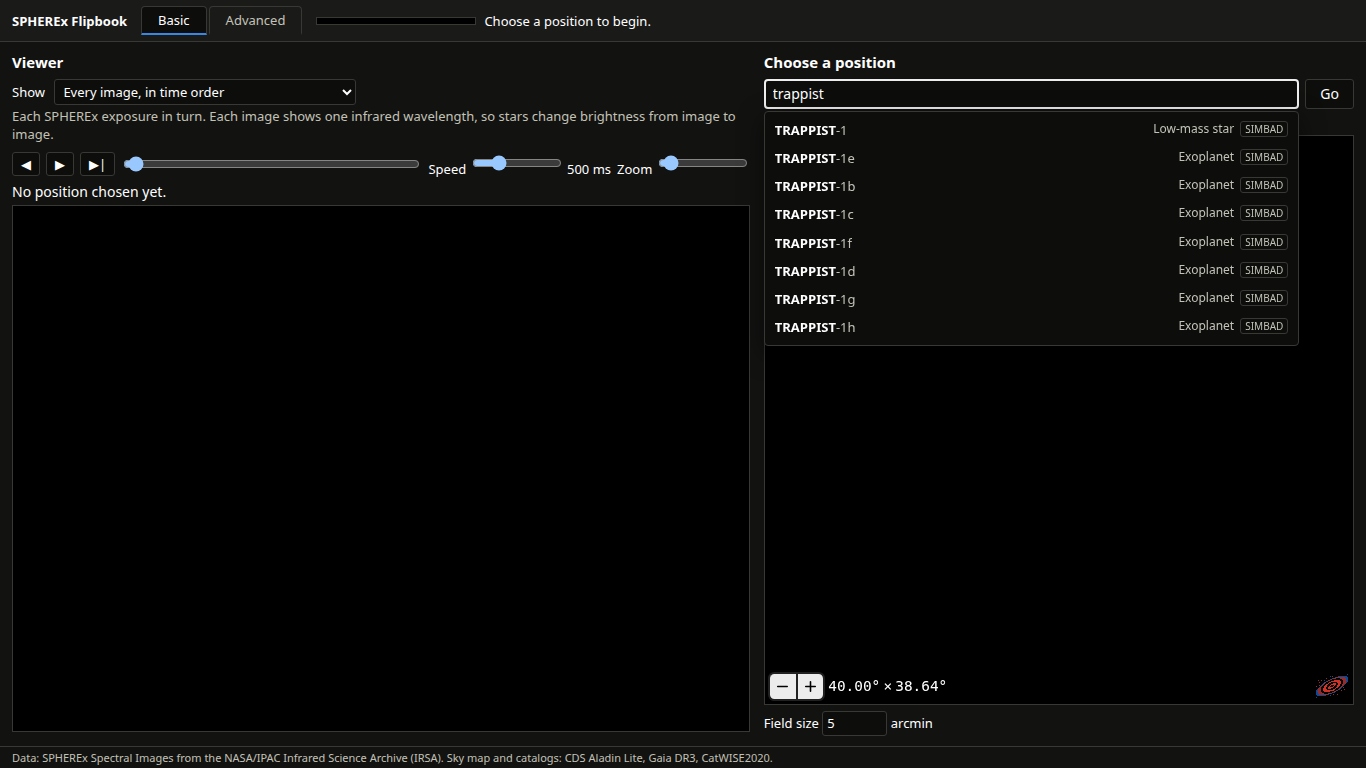 SPHEREx Flipbook Basic Advanced Choose a position to begin.
Viewer
Show Every image, in time order
Each SPHEREx exposure in turn. Each image shows one infrared wavelength, so stars change brightness from image to
image.
Speed 500 ms Zoom
No position chosen yet.
Choose a position
trappist Go
TRAPPIST-1 Low-mass star SIMBAD
TRAPPIST-1e Exoplanet SIMBAD
TRAPPIST-1b Exoplanet SIMBAD
TRAPPIST-1c Exoplanet SIMBAD
TRAPPIST-1f Exoplanet SIMBAD
TRAPPIST-1d Exoplanet SIMBAD
TRAPPIST-1g Exoplanet SIMBAD
TRAPPIST-1h Exoplanet SIMBAD
− + 40.00° × 38.64°
Field size 5 arcmin
Data: SPHEREx Spectral Images from the NASA/IPAC Infrared Science Archive (IRSA). Sky map and catalogs: CDS Aladin Lite, Gaia DR3, CatWISE2020.